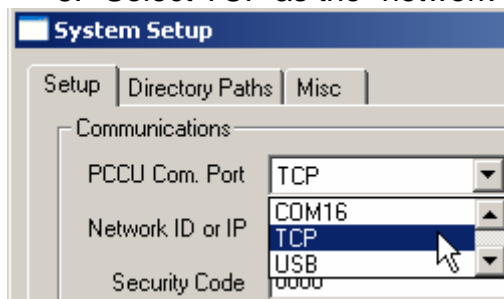 System Setup
Setup Directory Paths Misc
Communications
PCCU Com. Port TCP
COM16
Network ID or IP TCP
USB
Security Code 0000